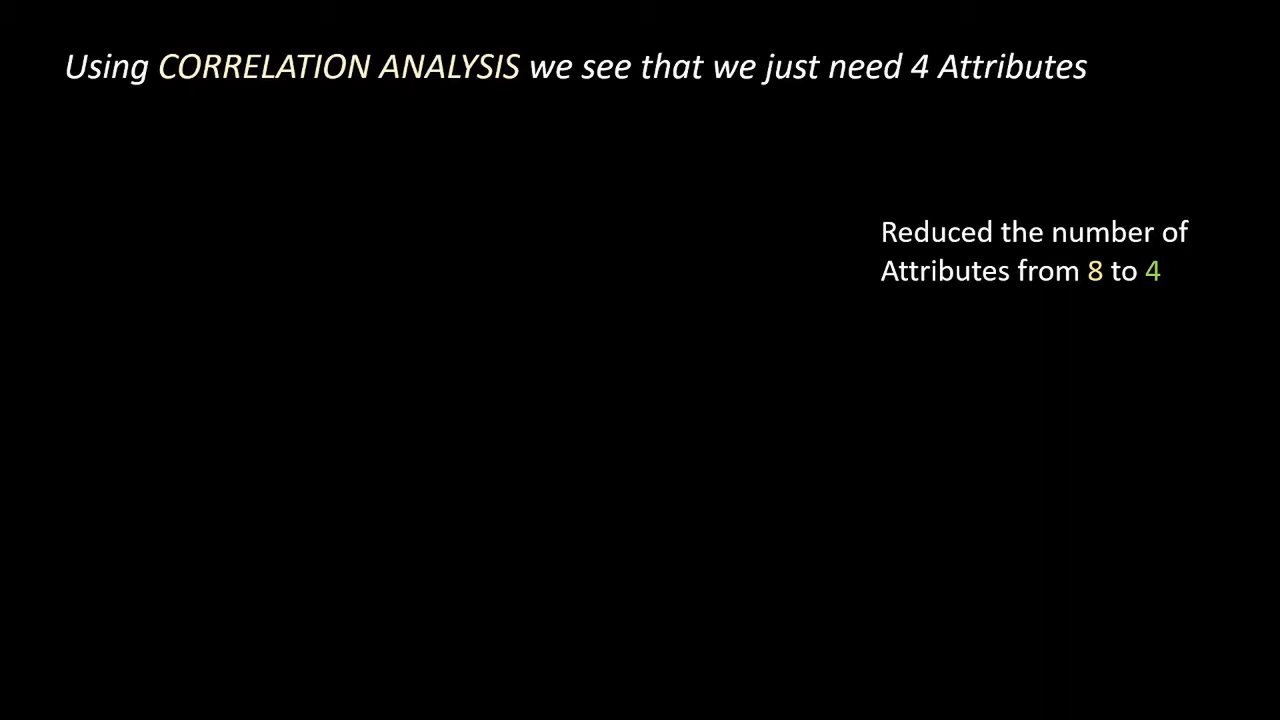 Using CORRELATION ANALYSIS we see that we just need 4 Attributes
Reduced the number of
Attributes from 8 to 4